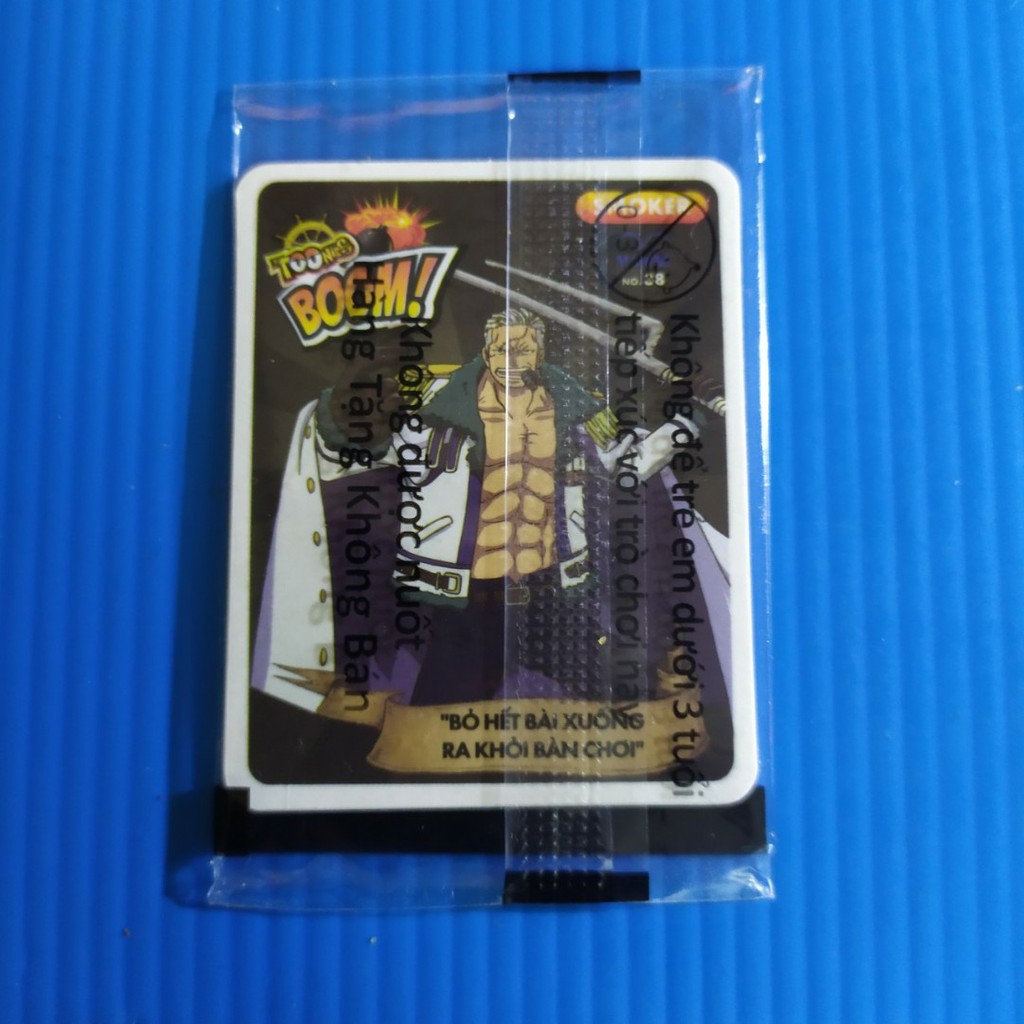 TOONIES
BOOM!
SMOKER
NO.38
0-3
"BỎ HẾT BÀI XUỐNG
RA KHỎI BÀN CHƠI"
Không để trẻ em dưới 3 tuổi
tiếp xúc với trò chơi này
Không được nuốt
Hàng Tặng Không Bán